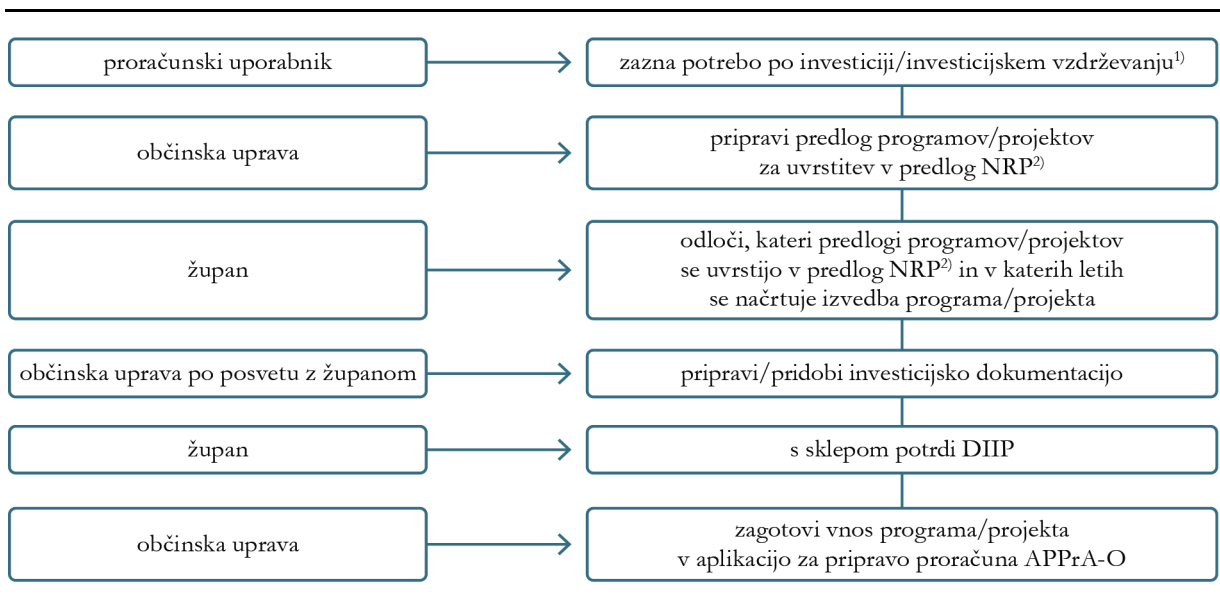 proračunski uporabnik
zazna potrebo po investiciji/investicijskem vzdrževanju1)
občinska uprava
pripravi predlog programov/projektov
za uvrstitev v predlog NRP2)
župan
odloči, kateri predlogi programov/projektov
se uvrstijo v predlog NRP2) in v katerih letih
se načrtuje izvedba programa/projekta
občinska uprava po posvetu z županom
pripravi/pridobi investicijsko dokumentacijo
župan
s sklepom potrdi DIIP
občinska uprava
zagotovi vnos programa/projekta
v aplikacijo za pripravo proračuna APPrA-O